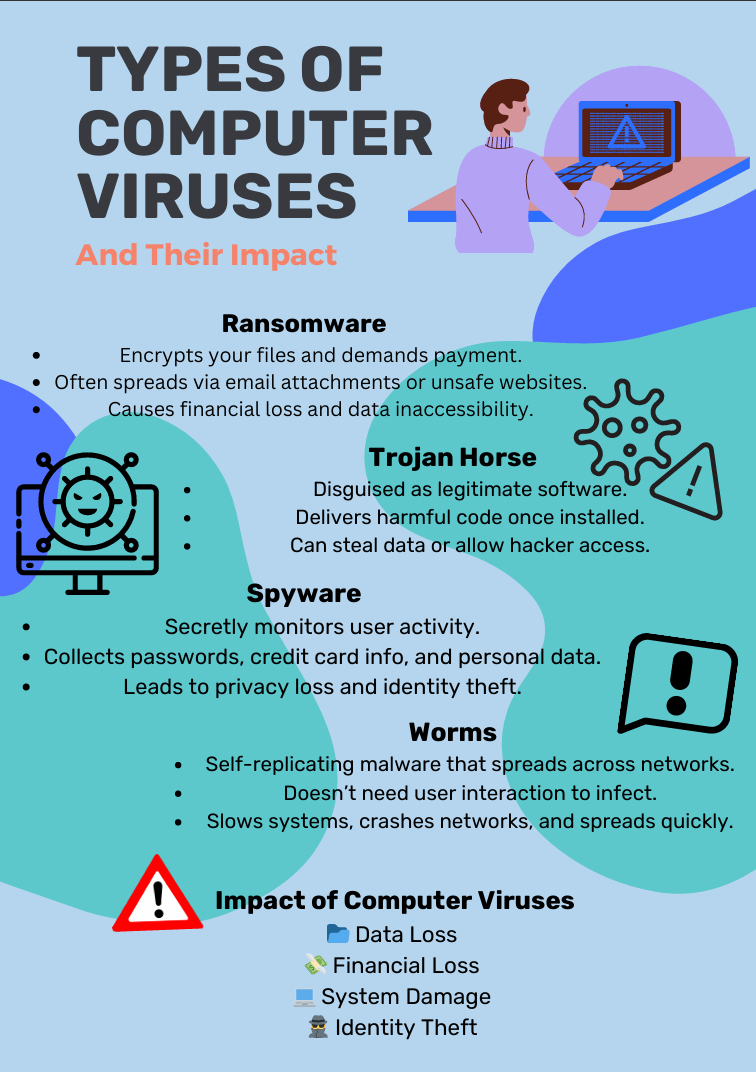 TYPES OF
COMPUTER
VIRUSES
And Their Impact
Ransomware
• Encrypts your files and demands payment.
• Often spreads via email attachments or unsafe websites.
• Causes financial loss and data inaccessibility.
Trojan Horse
• Disguised as legitimate software.
• Delivers harmful code once installed.
• Can steal data or allow hacker access.
Spyware
• Secretly monitors user activity.
• Collects passwords, credit card info, and personal data.
• Leads to privacy loss and identity theft.
Worms
• Self-replicating malware that spreads across networks.
• Doesn’t need user interaction to infect.
• Slows systems, crashes networks, and spreads quickly.
Impact of Computer Viruses
📂 Data Loss
💸 Financial Loss
💻 System Damage
🕵️ Identity Theft